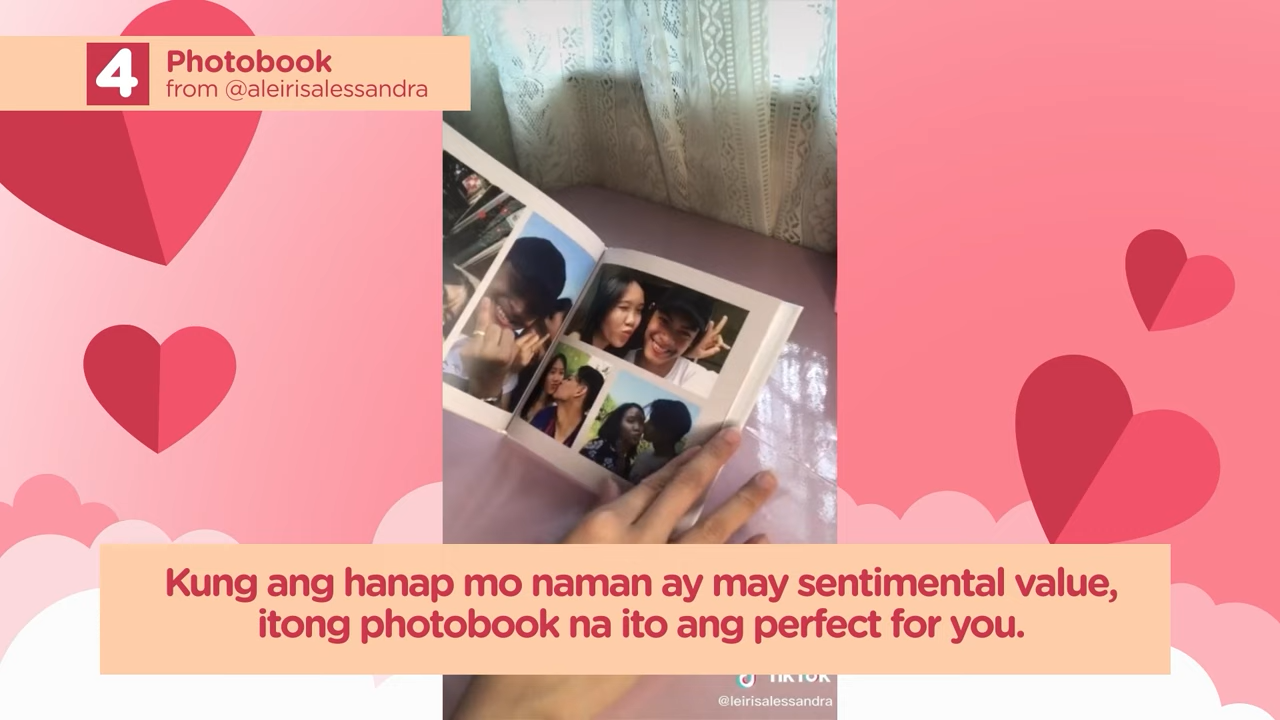 4
Photobook
from @aleirisalessandra
Kung ang hanap mo naman ay may sentimental value,
itong photobook na ito ang perfect for you.
TikTok
@leirisalessandra